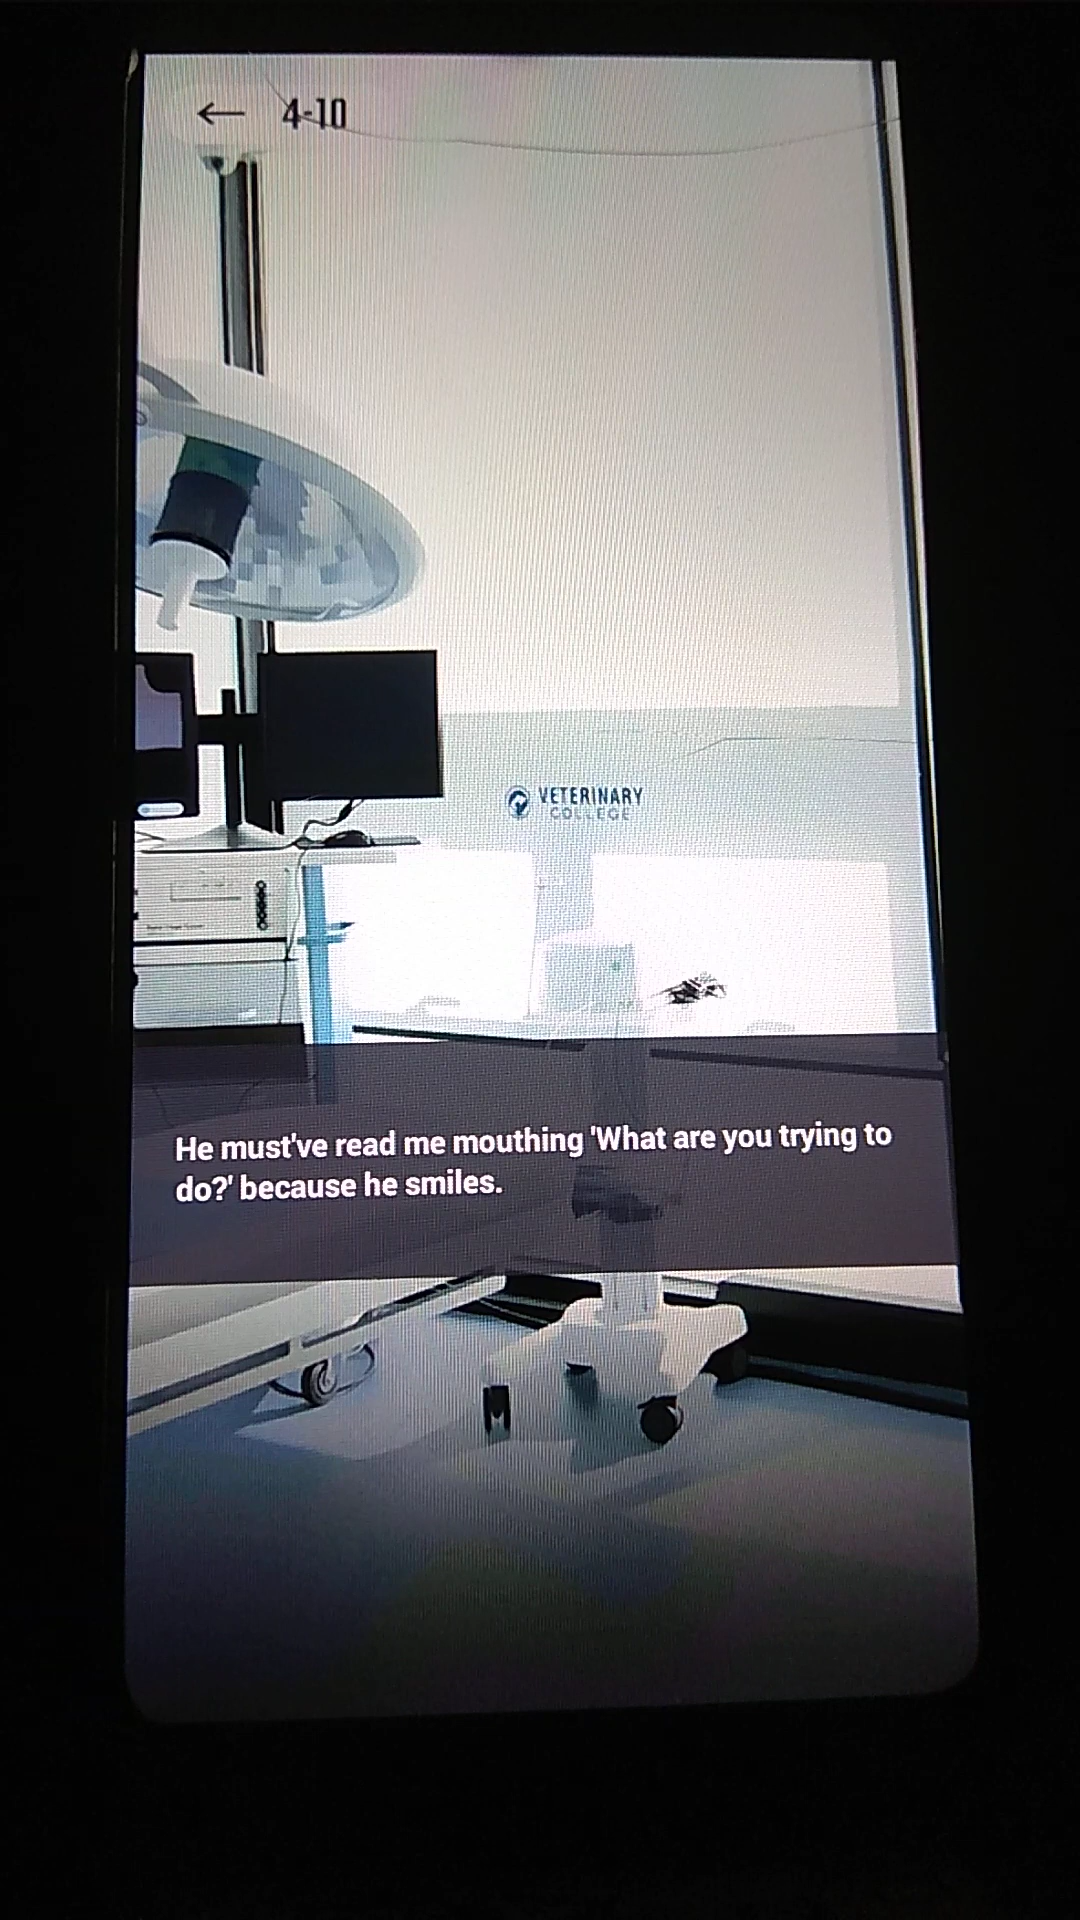 ← 4-10
VETERINARY
COLLEGE
He must've read me mouthing 'What are you trying to
do?' because he smiles.